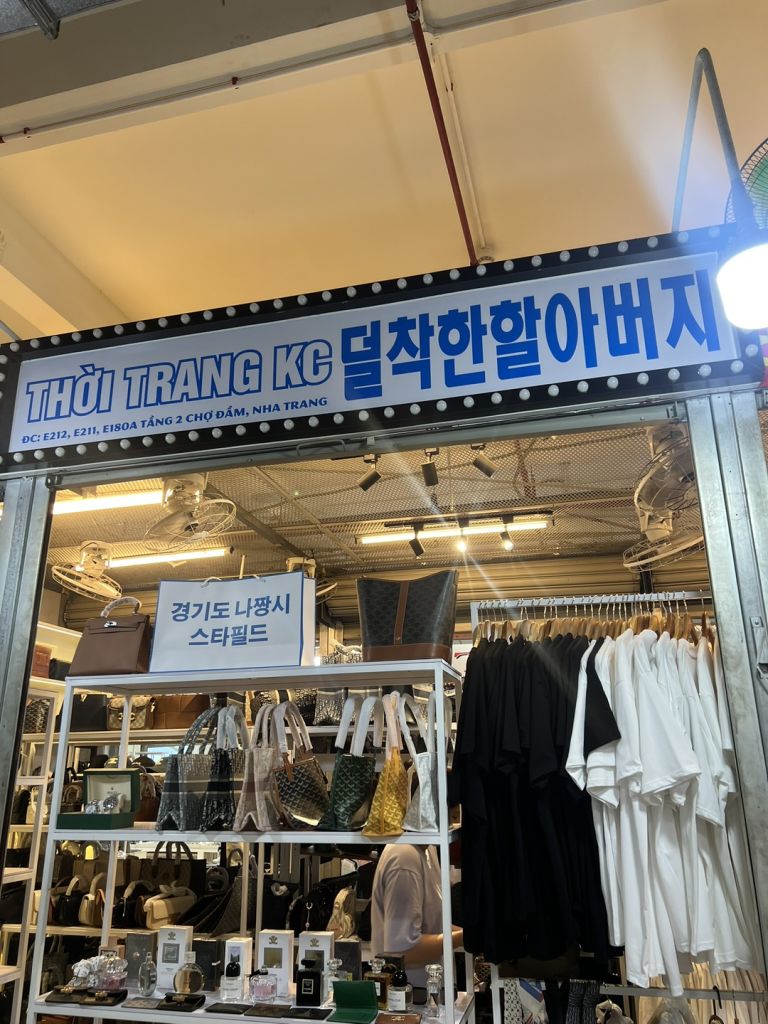 THỜI TRANG KC 딜착한할아버지
ĐC: E212, E211, E180A TẦNG 2 CHỢ ĐẦM, NHA TRANG
경기도 나짱시
스타필드